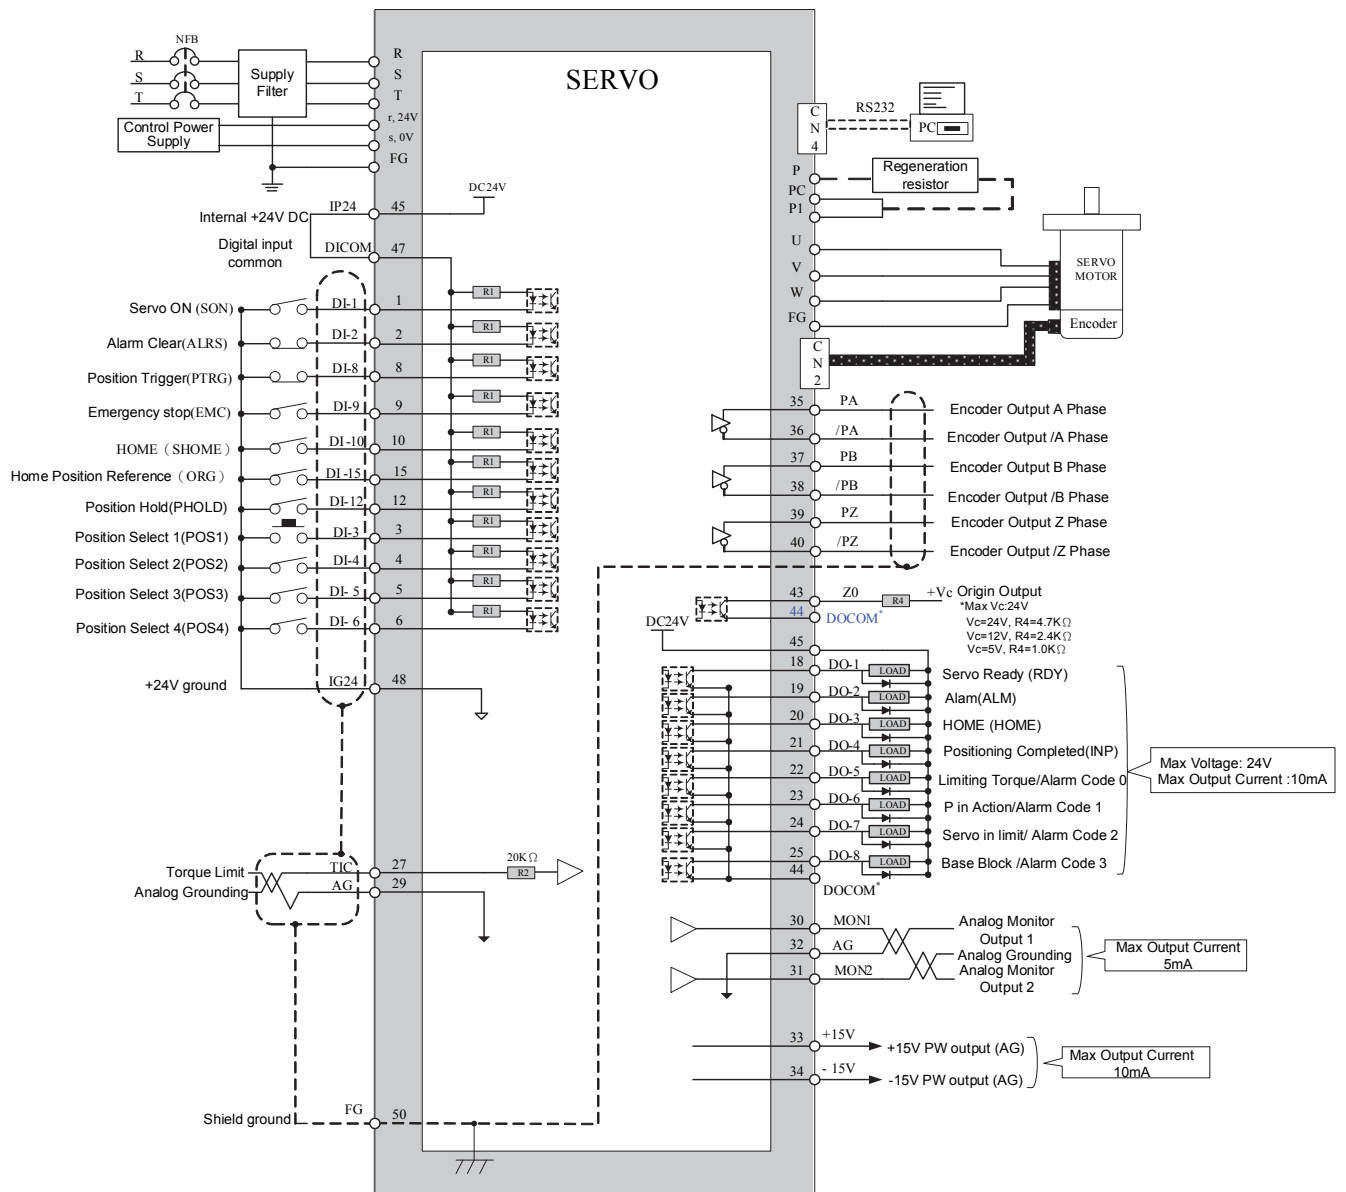 SERVO
NFB
R
S
T
Supply
Filter
Control Power
Supply
R
S
T
r, 24V
s, 0V
FG
Internal +24V DC
IP24
45
DC24V
Digital input
common
DICOM
47
Servo ON (SON)
DI-1
1
R1
Alarm Clear(ALRS)
DI-2
2
R1
Position Trigger(PTRG)
DI-8
8
R1
Emergency stop(EMC)
DI-9
9
R1
HOME ( SHOME )
DI -10
10
R1
Home Position Reference ( ORG )
DI -15
15
R1
Position Hold(PHOLD)
DI-12
12
R1
Position Select 1(POS1)
DI-3
3
R1
Position Select 2(POS2)
DI-4
4
R1
Position Select 3(POS3)
DI- 5
5
R1
Position Select 4(POS4)
DI- 6
6
R1
+24V ground
IG24
48
Torque Limit
TIC
27
20KΩ
R2
Analog Grounding
AG
29
Shield ground
FG
50
C
N
4
RS232
PC
P
PC
P1
Regeneration
resistor
U
V
W
FG
SERVO
MOTOR
Encoder
C
N
2
35
PA
Encoder Output A Phase
36
/PA
Encoder Output /A Phase
37
PB
Encoder Output B Phase
38
/PB
Encoder Output /B Phase
39
PZ
Encoder Output Z Phase
40
/PZ
Encoder Output /Z Phase
43
Z0
R4
+Vc
Origin Output
*Max Vc:24V
Vc=24V, R4=4.7KΩ
Vc=12V, R4=2.4KΩ
Vc=5V, R4=1.0KΩ
44
DOCOM*
DC24V
45
18
DO-1
LOAD
Servo Ready (RDY)
19
DO-2
LOAD
Alam(ALM)
20
DO-3
LOAD
HOME (HOME)
21
DO-4
LOAD
Positioning Completed(INP)
22
DO-5
LOAD
Limiting Torque/Alarm Code 0
23
DO-6
LOAD
P in Action/Alarm Code 1
24
DO-7
LOAD
Servo in limit/ Alarm Code 2
25
DO-8
LOAD
Base Block /Alarm Code 3
44
DOCOM*
Max Voltage: 24V
Max Output Current :10mA
30
MON1
Analog Monitor
Output 1
32
AG
Analog Grounding
31
MON2
Analog Monitor
Output 2
Max Output Current
5mA
33
+15V
+15V PW output (AG)
34
- 15V
-15V PW output (AG)
Max Output Current
10mA